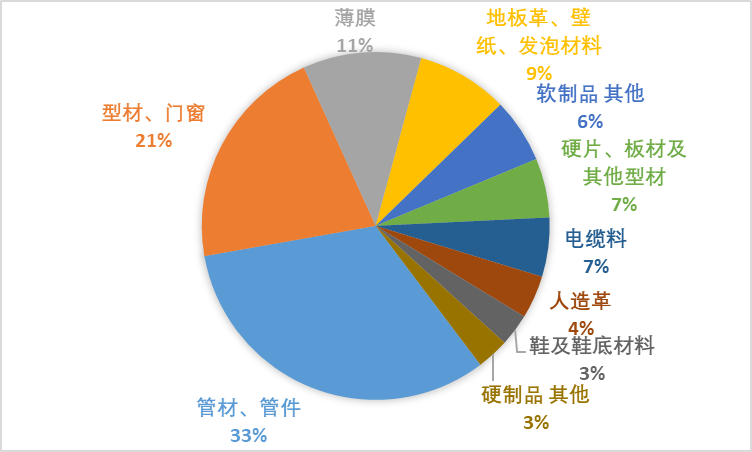 薄膜
11%
地板革、壁
纸、发泡材料
9%
软制品 其他
6%
硬片、板材及
其他型材
7%
电缆料
7%
人造革
4%
鞋及鞋底材料
3%
硬制品 其他
3%
管材、管件
33%
型材、门窗
21%